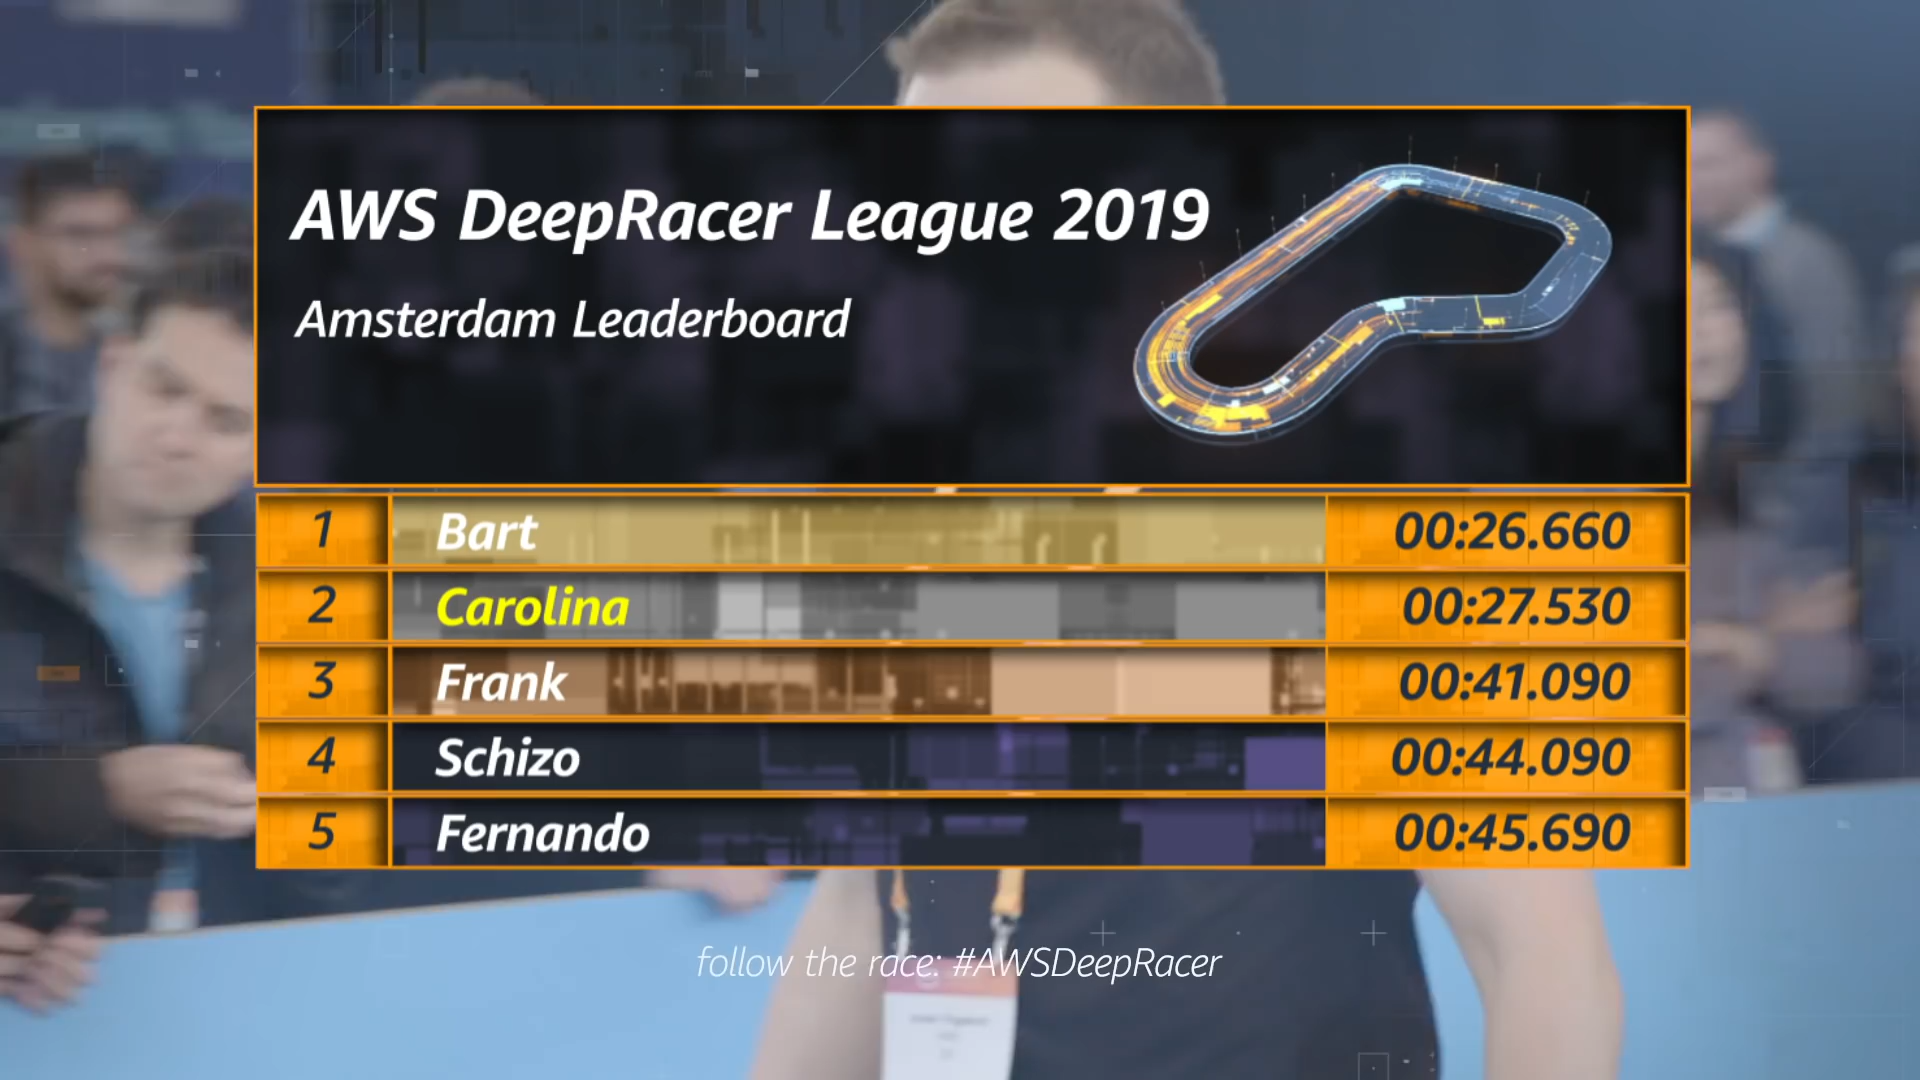 AWS DeepRacer League 2019
Amsterdam Leaderboard
1 Bart 00:26.660
2 Carolina 00:27.530
3 Frank 00:41.090
4 Schizo 00:44.090
5 Fernando 00:45.690
follow the race: #AWSDeepRacer